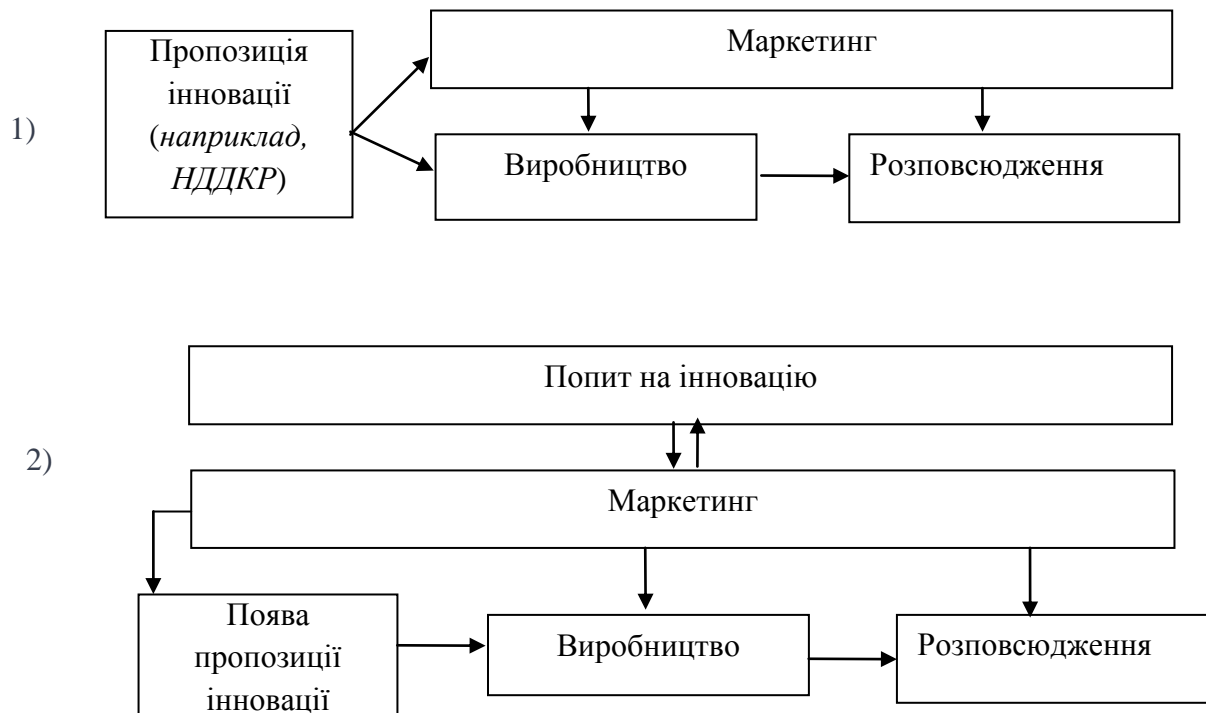 1)
Пропозиція
інновації
(наприклад,
НДДКР)
Маркетинг
Виробництво
Розповсюдження
2)
Попит на інновацію
Маркетинг
Поява
пропозиції
інновації
Виробництво
Розповсюдження